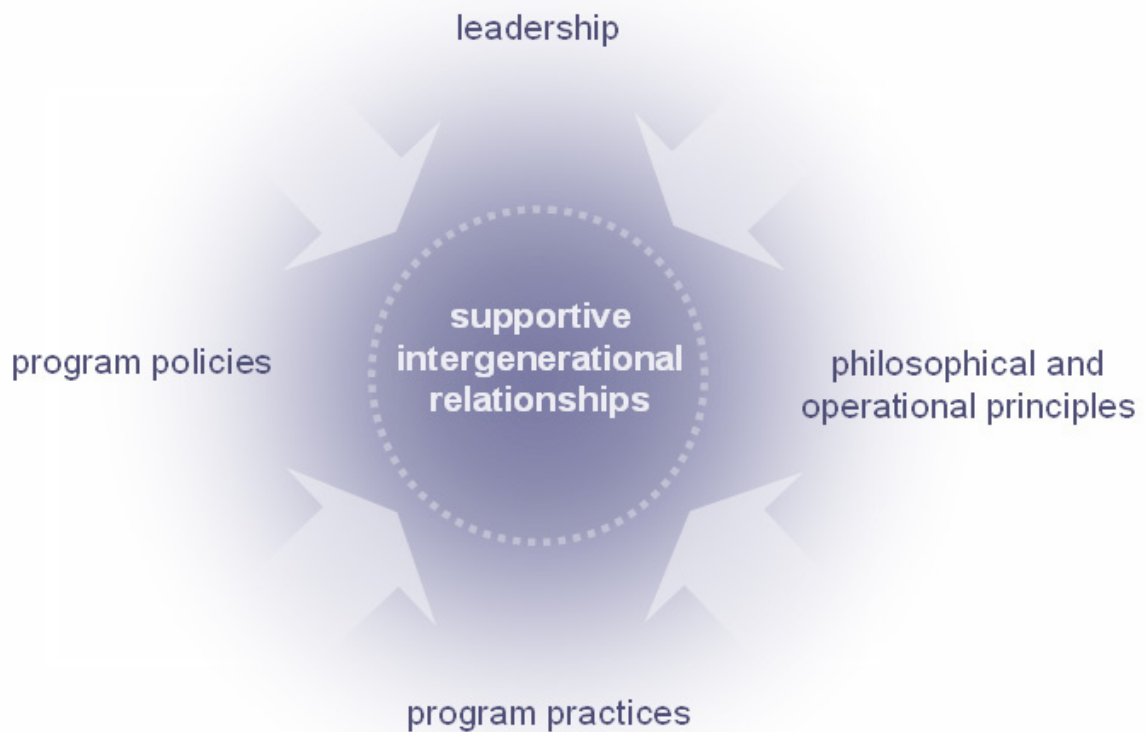 leadership
supportive
intergenerational
relationships
program policies
philosophical and
operational principles
program practices